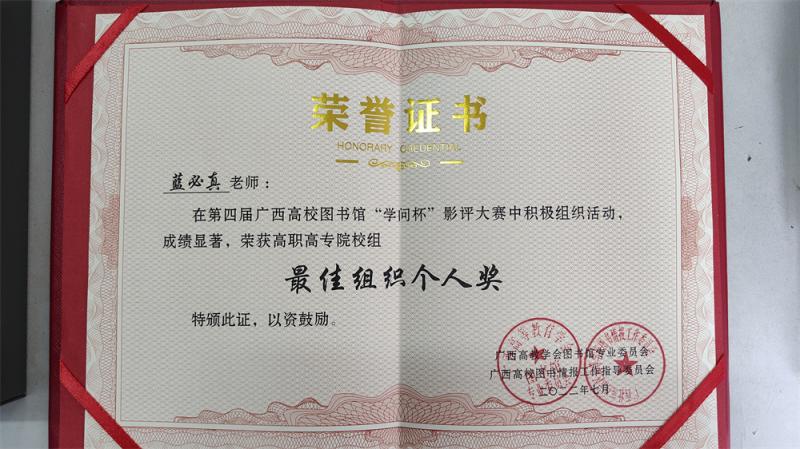 荣誉证书
HONORARY CREDENTIAL
蓝必真 老师：
在第四届广西高校图书馆“学问杯”影评大赛中积极组织活动，
成绩显著，荣获高职高专院校组
最佳组织个人奖
特颁此证，以资鼓励。
广西高教学会图书馆专业委员会
广西高校图书情报工作指导委员会
二〇二二年七月